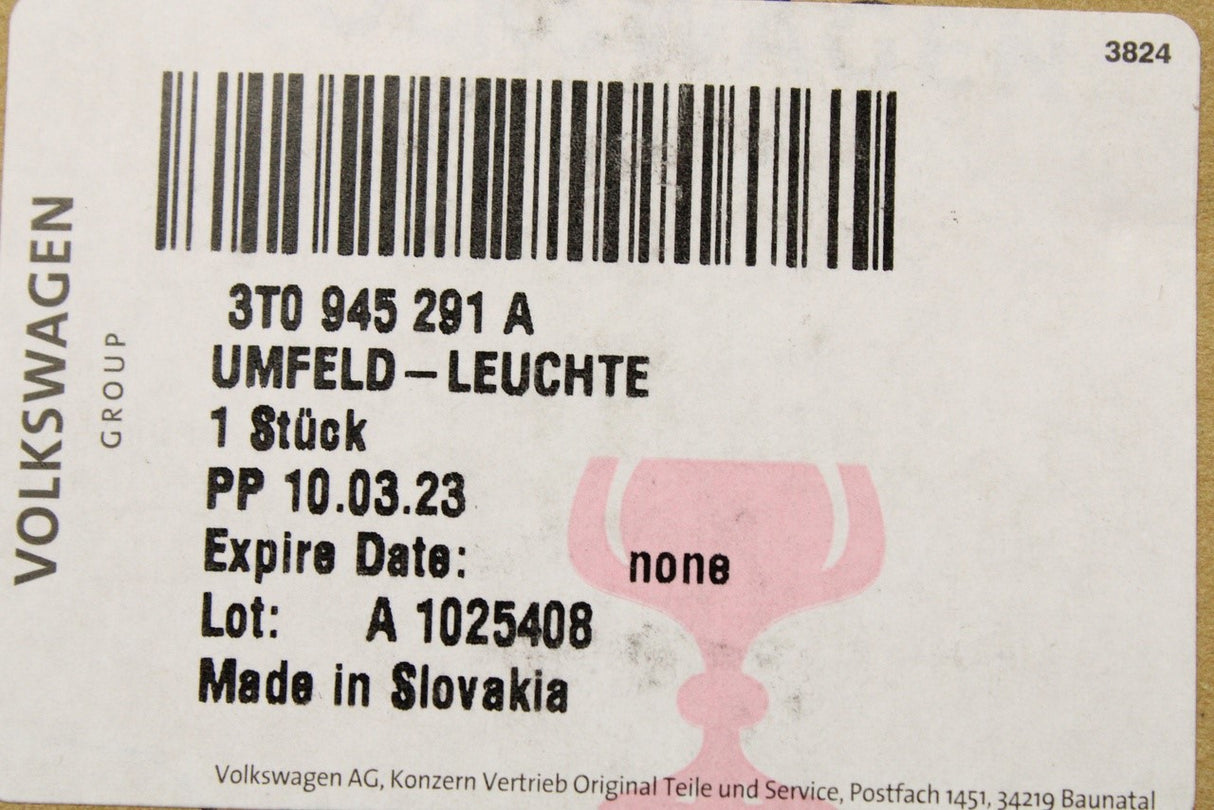 3824
VOLKSWAGEN
GROUP
3T0 945 291 A
UMFELD-LEUCHTE
1 Stück
PP 10.03.23
Expire Date: none
Lot: A 1025408
Made in Slovakia
Volkswagen AG, Konzern Vertrieb Original Teile und Service, Postfach 1451, 34219 Baunatal